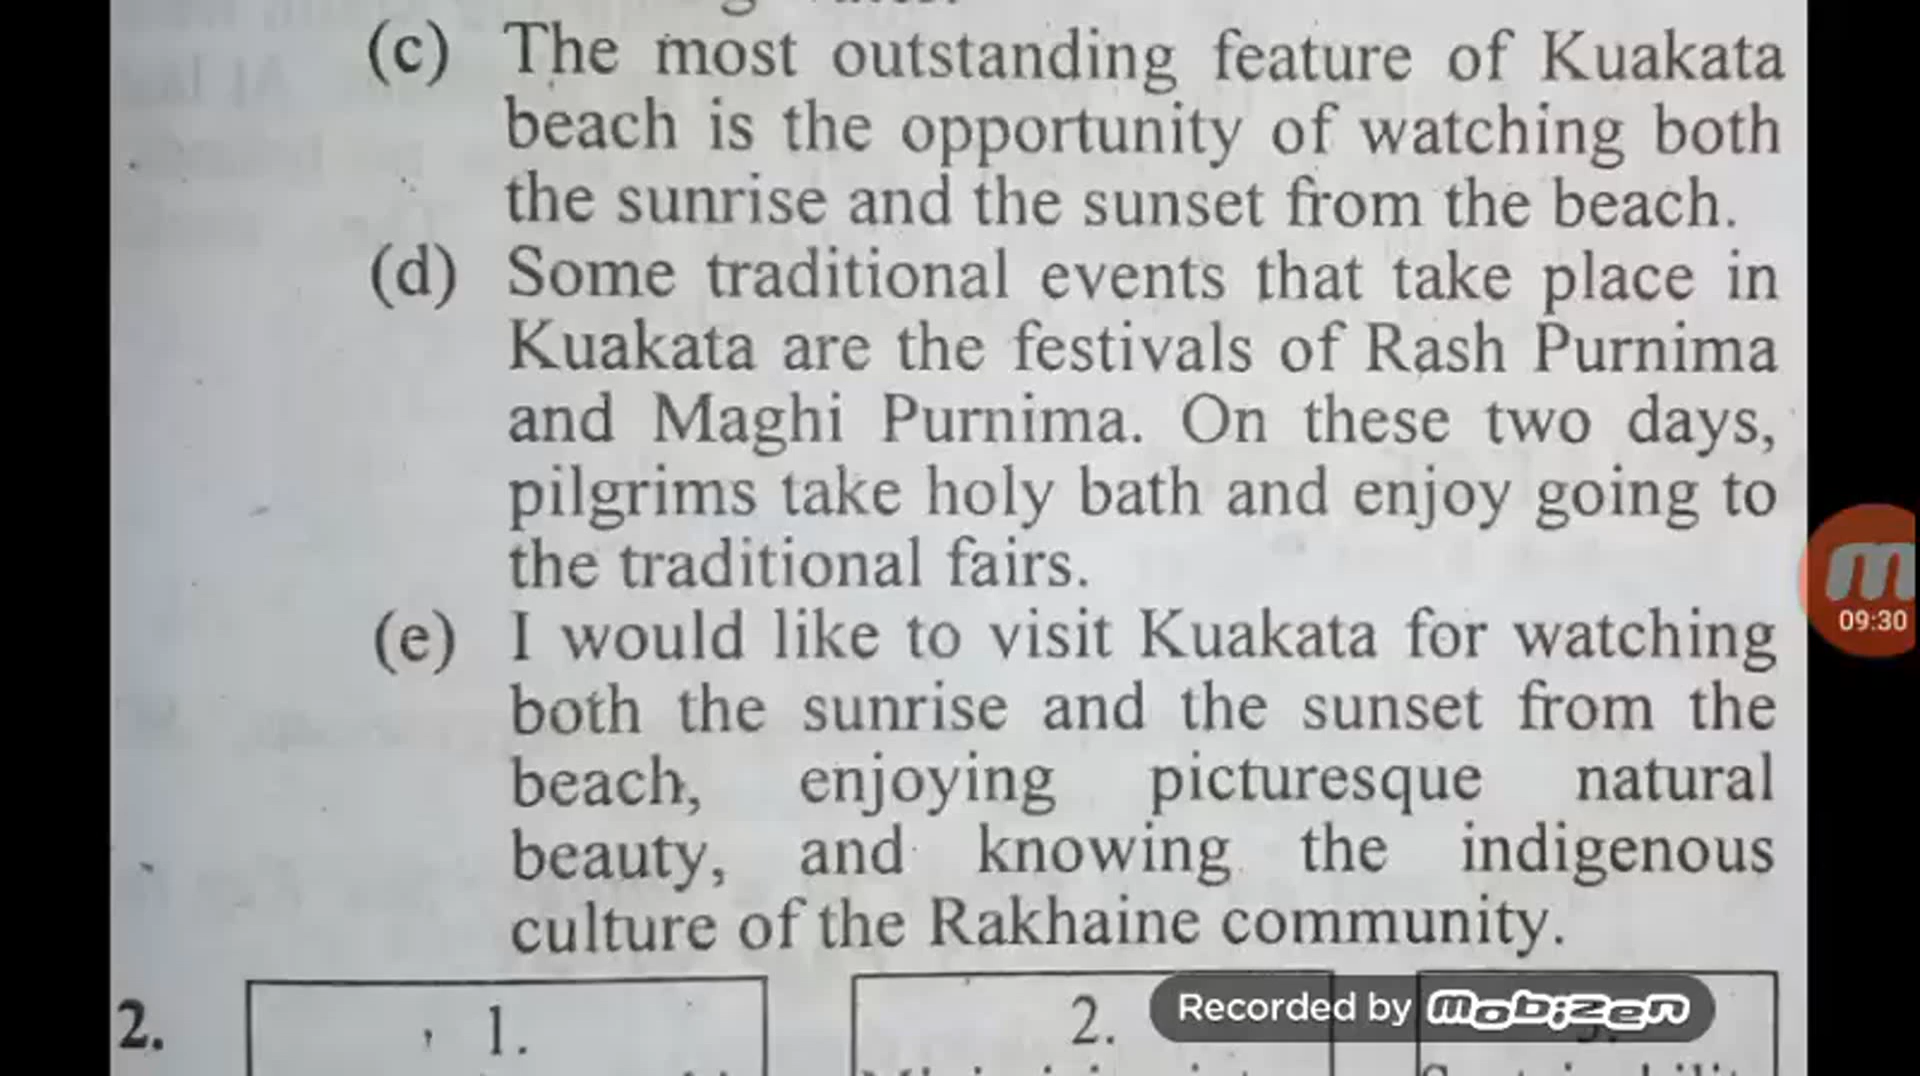 (c) The most outstanding feature of Kuakata
beach is the opportunity of watching both
the sunrise and the sunset from the beach.
(d) Some traditional events that take place in
Kuakata are the festivals of Rash Purnima
and Maghi Purnima. On these two days,
pilgrims take holy bath and enjoy going to
the traditional fairs.
(e) I would like to visit Kuakata for watching
both the sunrise and the sunset from the
beach, enjoying picturesque natural
beauty, and knowing the indigenous
culture of the Rakhaine community.
2. 1. 2.
Recorded by Mobizen
m
09:30